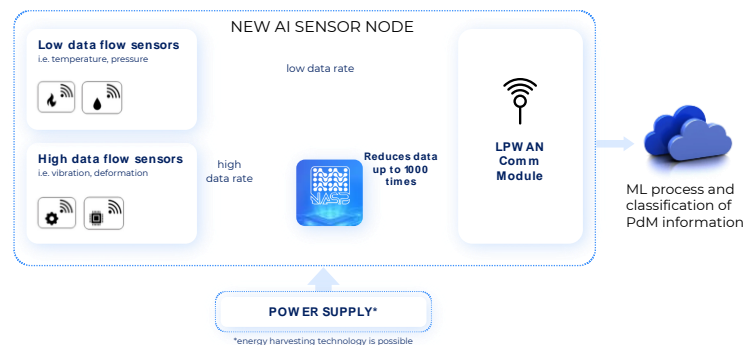 NEW AI SENSOR NODE
Low data flow sensors
i.e. temperature, pressure
low data rate
High data flow sensors
i.e. vibration, deformation
high
data rate
NASP
Reduces data
up to 1000
times
LPWAN
Comm
Module
ML process and
classification of
PdM information
POWER SUPPLY*
*energy harvesting technology is possible